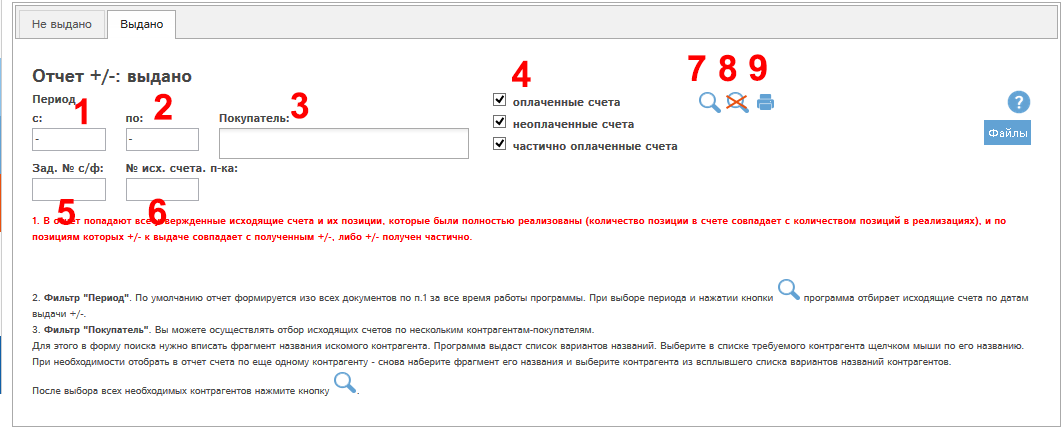 Не выдано Выдано
Отчет +/-: выдано
Период
с: 1 по: 2 Покупатель: 3
- -
4
оплаченные счета
неоплаченные счета
частично оплаченные счета
7 8 9
?
Файлы
Зад. № с/ф: № исх. счета. п-ка:
5 6
1. В отчет попадают все утвержденные исходящие счета и их позиции, которые были полностью реализованы (количество позиции в счете совпадает с количеством позиций в реализациях), и по
позициям которых +/- к выдаче совпадает с полученным +/-, либо +/- получен частично.
2. Фильтр "Период". По умолчанию отчет формируется изо всех документов по п.1 за все время работы программы. При выборе периода и нажатии кнопки программа отбирает исходящие счета по датам
выдачи +/-.
3. Фильтр "Покупатель". Вы можете осуществлять отбор исходящих счетов по нескольким контрагентам-покупателям.
Для этого в форму поиска нужно вписать фрагмент названия искомого контрагента. Программа выдаст список вариантов названий. Выберите в списке требуемого контрагента щелчком мыши по его названию.
При необходимости отобрать в отчет счета по еще одному контрагенту - снова наберите фрагмент его названия и выберите контрагента из всплывшего списка вариантов названий контрагентов.
После выбора всех необходимых контрагентов нажмите кнопку .